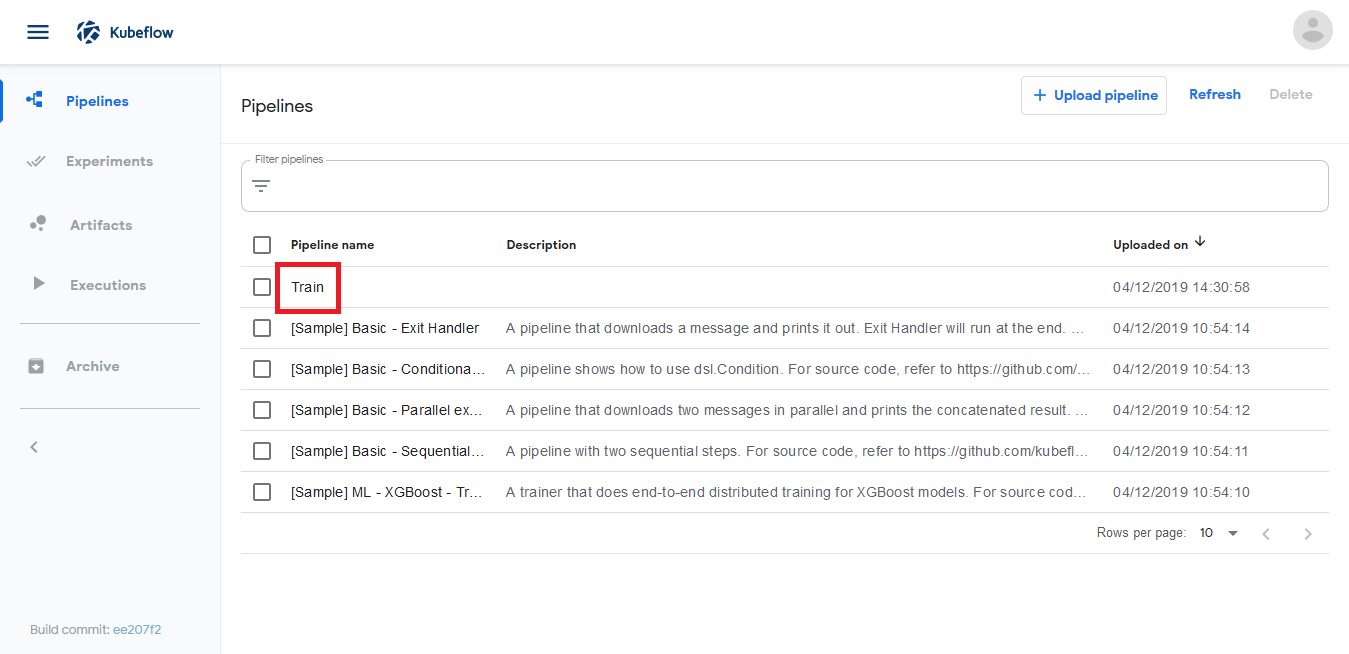 Kubeflow
Pipelines
Experiments
Artifacts
Executions
Archive
Build commit: ee207f2
Pipelines
+ Upload pipeline Refresh Delete
Filter pipelines
Pipeline name Description Uploaded on
Train 04/12/2019 14:30:58
[Sample] Basic - Exit Handler A pipeline that downloads a message and prints it out. Exit Handler will run at the end. ... 04/12/2019 10:54:14
[Sample] Basic - Conditiona... A pipeline shows how to use dsl.Condition. For source code, refer to https://github.com/... 04/12/2019 10:54:13
[Sample] Basic - Parallel ex... A pipeline that downloads two messages in parallel and prints the concatenated result. ... 04/12/2019 10:54:12
[Sample] Basic - Sequential... A pipeline with two sequential steps. For source code, refer to https://github.com/kubefl... 04/12/2019 10:54:11
[Sample] ML - XGBoost - Tr... A trainer that does end-to-end distributed training for XGBoost models. For source cod... 04/12/2019 10:54:10
Rows per page: 10